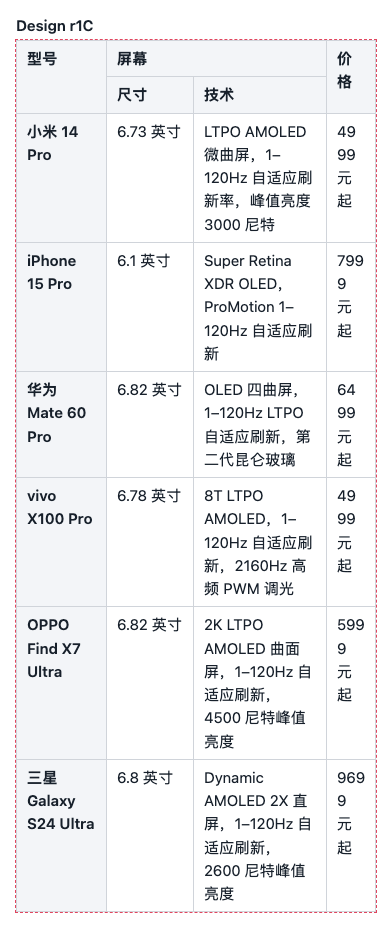 Design r1C
型号
屏幕
价
格
尺寸
技术
小米 14
Pro
6.73 英寸
LTPO AMOLED
微曲屏，1–
120Hz 自适应刷
新率，峰值亮度
3000 尼特
49
99
元
起
iPhone
15 Pro
6.1 英寸
Super Retina
XDR OLED，
ProMotion 1–
120Hz 自适应刷
新
799
9
元
起
华为
Mate 60
Pro
6.82 英寸
OLED 四曲屏，
1–120Hz LTPO
自适应刷新，第
二代昆仑玻璃
64
99
元
起
vivo
X100 Pro
6.78 英寸
8T LTPO
AMOLED，1–
120Hz 自适应刷
新，2160Hz 高
频 PWM 调光
49
99
元
起
OPPO
Find X7
Ultra
6.82 英寸
2K LTPO
AMOLED 曲面
屏，1–120Hz 自
适应刷新，
4500 尼特峰值
亮度
599
9
元
起
三星
Galaxy
S24 Ultra
6.8 英寸
Dynamic
AMOLED 2X 直
屏，1–120Hz 自
适应刷新，
2600 尼特峰值
亮度
969
9
元
起